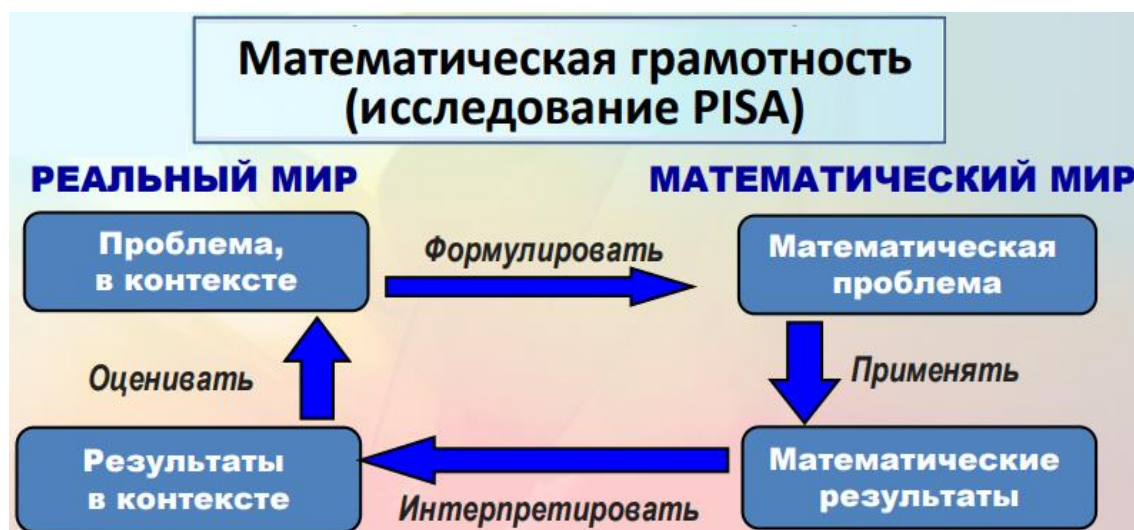 Математическая грамотность
(исследование PISA)
РЕАЛЬНЫЙ МИР
МАТЕМАТИЧЕСКИЙ МИР
Проблема,
в контексте
Формулировать
Математическая
проблема
Оценивать
Применять
Результаты
в контексте
Интерпретировать
Математические
результаты